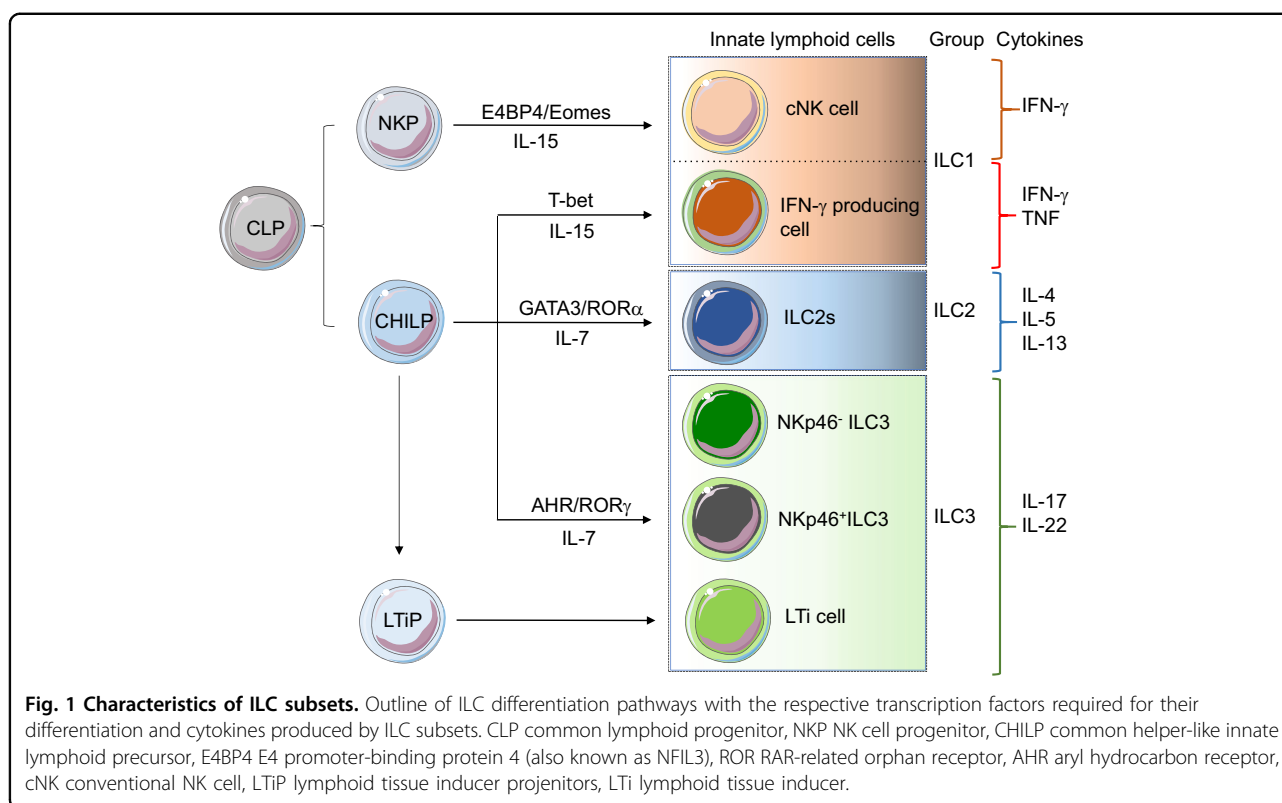 Innate lymphoid cells Group Cytokines
NKP
E4BP4/Eomes
IL-15
cNK cell
IFN-γ
ILC1
CLP
T-bet
IL-15
IFN-γ producing
cell
IFN-γ
TNF
CHILP
GATA3/RORα
IL-7
ILC2s
ILC2
IL-4
IL-5
IL-13
NKp46- ILC3
AHR/RORγ
IL-7
NKp46+ILC3
ILC3
IL-17
IL-22
LTiP
LTi cell
Fig. 1 Characteristics of ILC subsets. Outline of ILC differentiation pathways with the respective transcription factors required for their
differentiation and cytokines produced by ILC subsets. CLP common lymphoid progenitor, NKP NK cell progenitor, CHILP common helper-like innate
lymphoid precursor, E4BP4 E4 promoter-binding protein 4 (also known as NFIL3), ROR RAR-related orphan receptor, AHR aryl hydrocarbon receptor,
cNK conventional NK cell, LTiP lymphoid tissue inducer projenitors, LTi lymphoid tissue inducer.